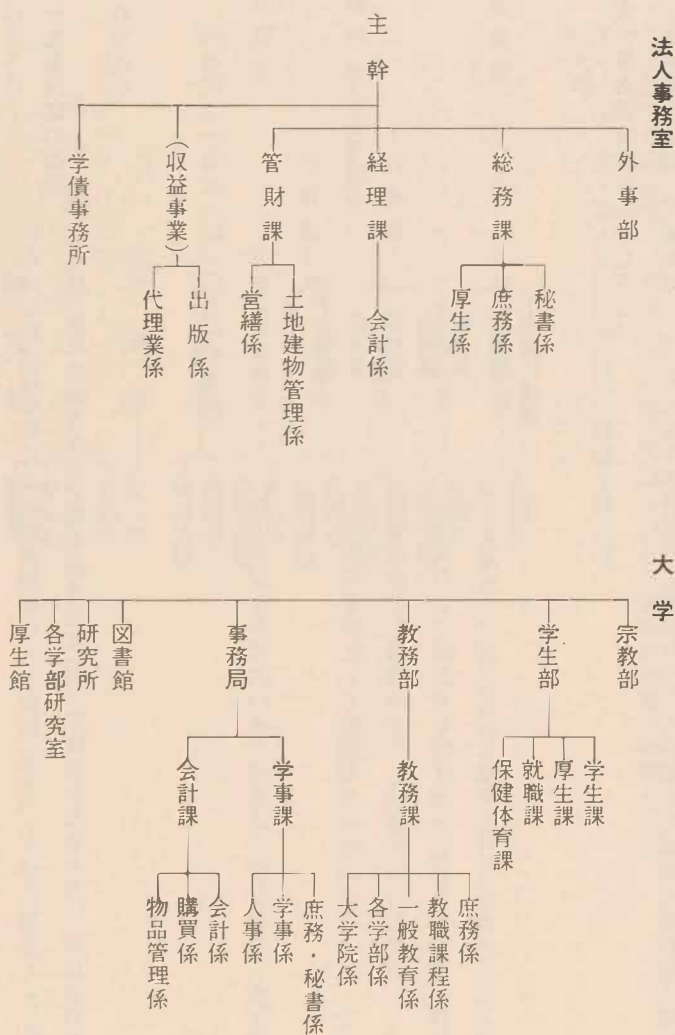 法人事務室
主幹
外事部
総務課
経理課
管財課
（収益事業）
学債事務所
秘書係
庶務係
厚生係
会計係
土地建物管理係
営繕係
出版係
代理業係
大学
宗教部
学生部
教務部
事務局
図書館
研究所
各学部研究室
厚生館
学生課
厚生課
就職課
保健体育課
教務課
学事課
会計課
庶務係
教職課程係
一般教育係
各学部係
大学院係
庶務・秘書係
学事係
人事係
会計係
購買係
物品管理係